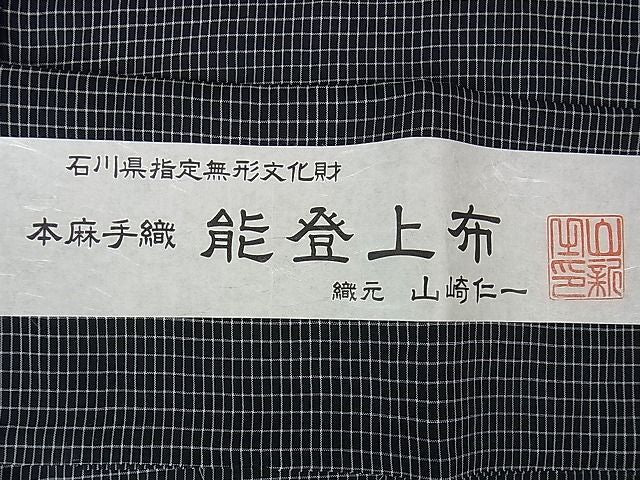 石川県指定無形文化財
本麻手織 能登上布
織元 山崎仁一